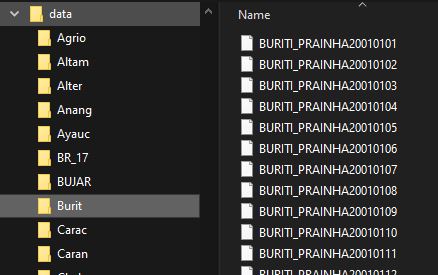 data
Agrio
Altam
Alter
Anang
Ayauc
BR_17
BUJAR
Burit
Carac
Caran
Name
BURITI_PRAINHA20010101
BURITI_PRAINHA20010102
BURITI_PRAINHA20010103
BURITI_PRAINHA20010104
BURITI_PRAINHA20010105
BURITI_PRAINHA20010106
BURITI_PRAINHA20010107
BURITI_PRAINHA20010108
BURITI_PRAINHA20010109
BURITI_PRAINHA20010110
BURITI_PRAINHA20010111
BURITI_PRAINHA20010112